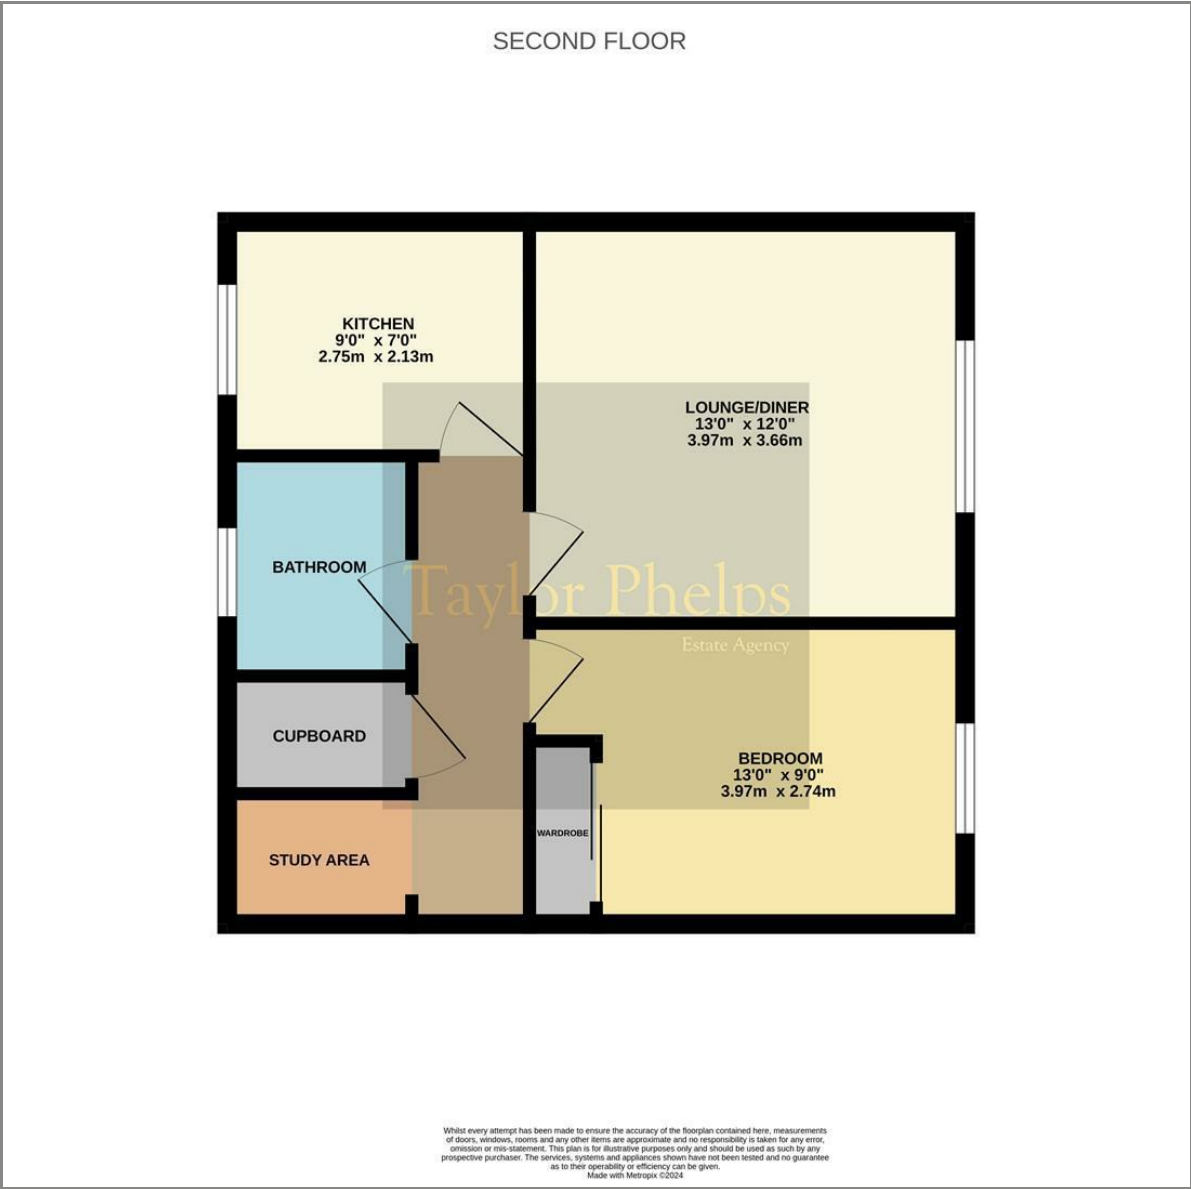 SECOND FLOOR
KITCHEN
9'0" x 7'0"
2.75m x 2.13m
LOUNGE/DINER
13'0" x 12'0"
3.97m x 3.66m
BATHROOM
Taylor Phelps
Estate Agency
CUPBOARD
BEDROOM
13'0" x 9'0"
3.97m x 2.74m
WARDROBE
STUDY AREA
Whilst every attempt has been made to ensure the accuracy of the floorplan contained here, measurements
of doors, windows, rooms and any other items are approximate and no responsibility is taken for any error,
omission or mis-statement. This plan is for illustrative purposes only and should be used as such by any
prospective purchaser. The services, systems and appliances shown have not been tested and no guarantee
as to their operability or efficiency can be given.
Made with Metropix ©2024